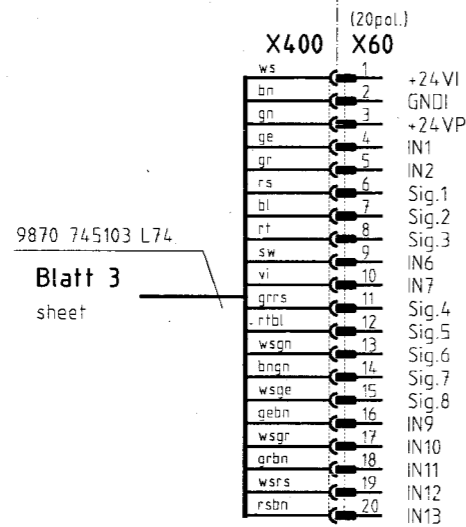 (20pol.)
X400 X60
ws 1 +24VI
bn 2 GNDI
gn 3 +24VP
ge 4 IN1
gr 5 IN2
rs 6 Sig.1
bl 7 Sig.2
rt 8 Sig.3
sw 9 IN6
vi 10 IN7
grrs 11 Sig.4
rtbl 12 Sig.5
wsgn 13 Sig.6
bngn 14 Sig.7
wsge 15 Sig.8
gebn 16 IN9
wsgr 17 IN10
grbn 18 IN11
wsrs 19 IN12
rsbn 20 IN13
9870 745103 L74
Blatt 3
sheet